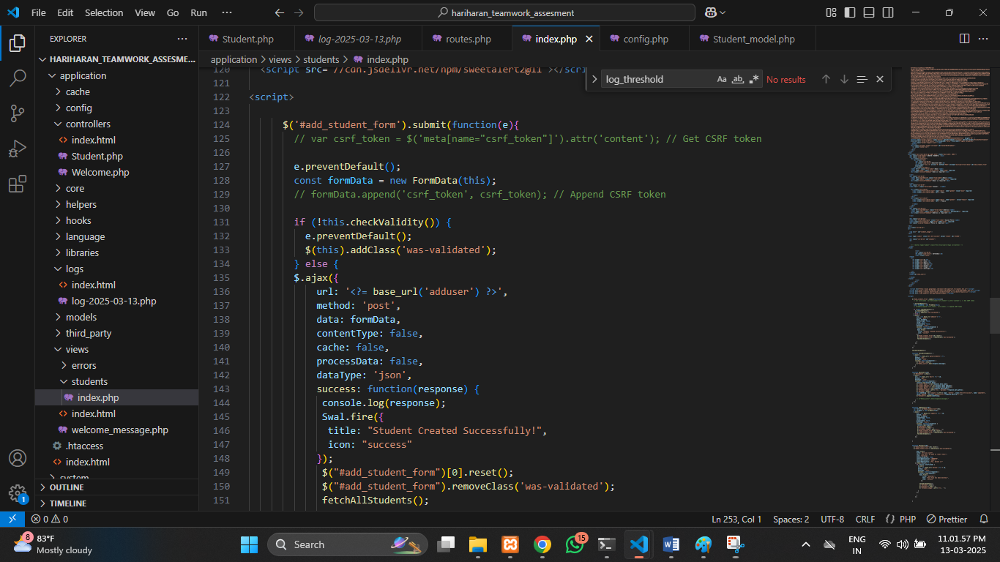 File Edit Selection View Go Run ···
hariharan_teamwork_assesment
EXPLORER
HARIHARAN_TEAMWORK_ASSESME...
application
cache
config
controllers
index.html
Student.php
Welcome.php
core
helpers
hooks
language
libraries
logs
index.html
log-2025-03-13.php
models
third_party
views
errors
students
index.php
index.html
welcome_message.php
.htaccess
index.html
system
OUTLINE
TIMELINE
1
Student.php log-2025-03-13.php routes.php index.php config.php Student_model.php
application > views > students > index.php
log_threshold Aa ab .* No results
120 <script src="//cdn.jsdelivr.net/npm/sweetalert2@11"></scri
121
122 <script>
123
124 $('#add_student_form').submit(function(e){
125 // var csrf_token = $('meta[name="csrf_token"]').attr('content'); // Get CSRF token
126
127 e.preventDefault();
128 const formData = new FormData(this);
129 // formData.append('csrf_token', csrf_token); // Append CSRF token
130
131 if (!this.checkValidity()) {
132 e.preventDefault();
133 $(this).addClass('was-validated');
134 } else {
135 $.ajax({
136 url: '<?= base_url('adduser') ?>',
137 method: 'post',
138 data: formData,
139 contentType: false,
140 cache: false,
141 processData: false,
142 dataType: 'json',
143 success: function(response) {
144 console.log(response);
145 Swal.fire({
146 title: "Student Created Successfully!",
147 icon: "success"
148 });
149 $("#add_student_form")[0].reset();
150 $("#add_student_form").removeClass('was-validated');
151 fetchAllStudents();
0 0 Ln 253, Col 1 Spaces: 2 UTF-8 CRLF {} PHP Prettier
8
83°F
Mostly cloudy
Search
15
ENG
IN
11.01.57 PM
13-03-2025